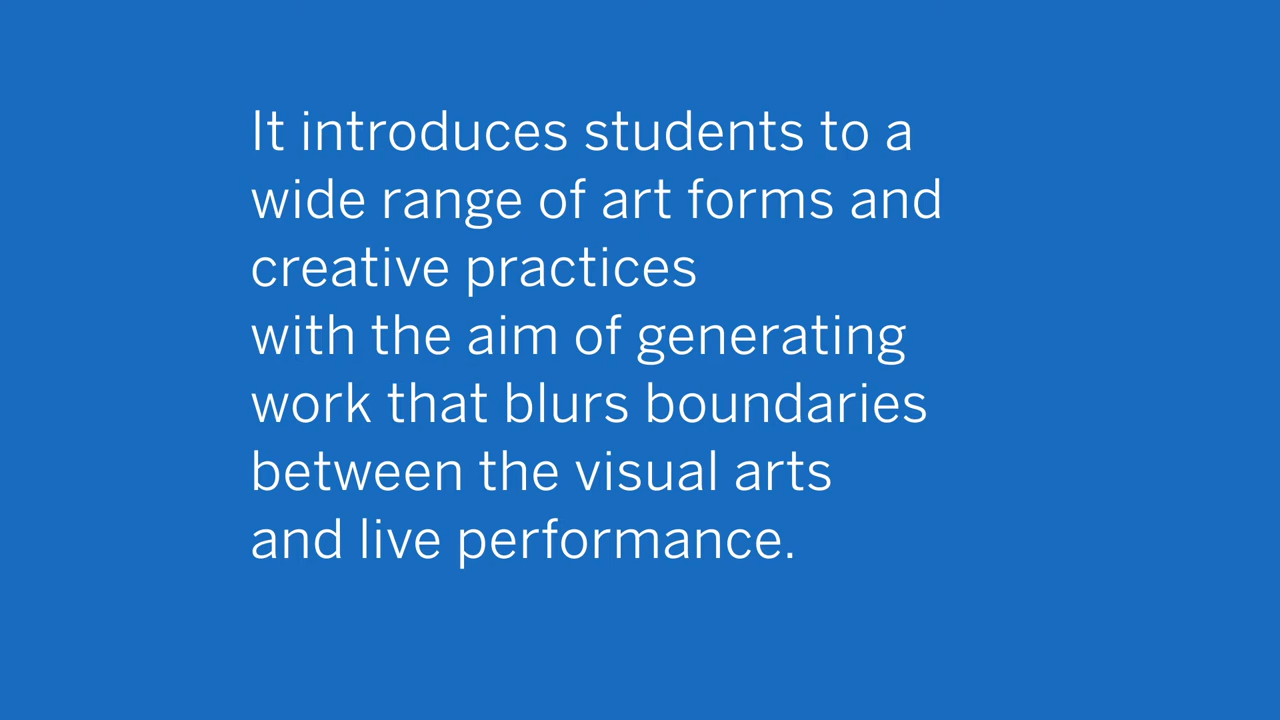 It introduces students to a
wide range of art forms and
creative practices
with the aim of generating
work that blurs boundaries
between the visual arts
and live performance.